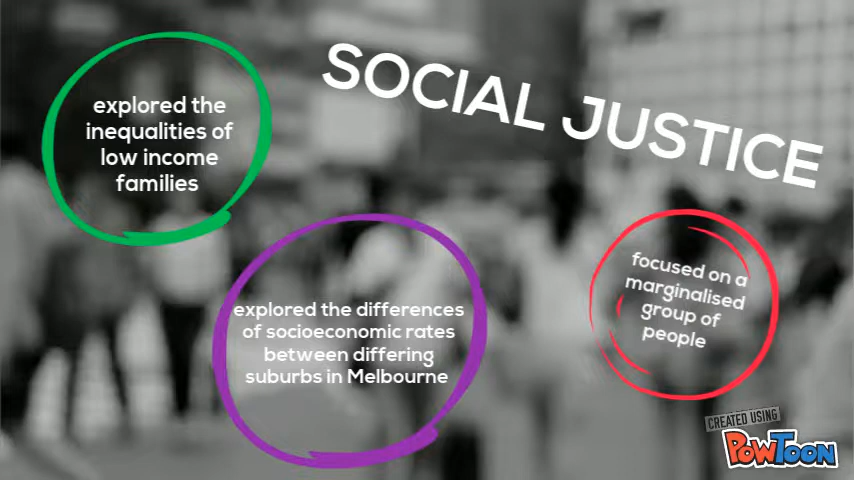 SOCIAL JUSTICE
explored the
inequalities of
low income
families
explored the differences
of socioeconomic rates
between differing
suburbs in Melbourne
focused on a
marginalised
group of
people
CREATED USING
POWTOON